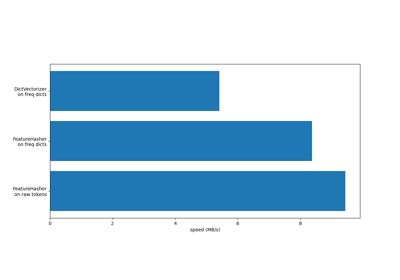 DictVectorizer
on freq dicts
FeatureHasher
on freq dicts
FeatureHasher
on raw tokens
0 2 4 6 8
speed (MB/s)